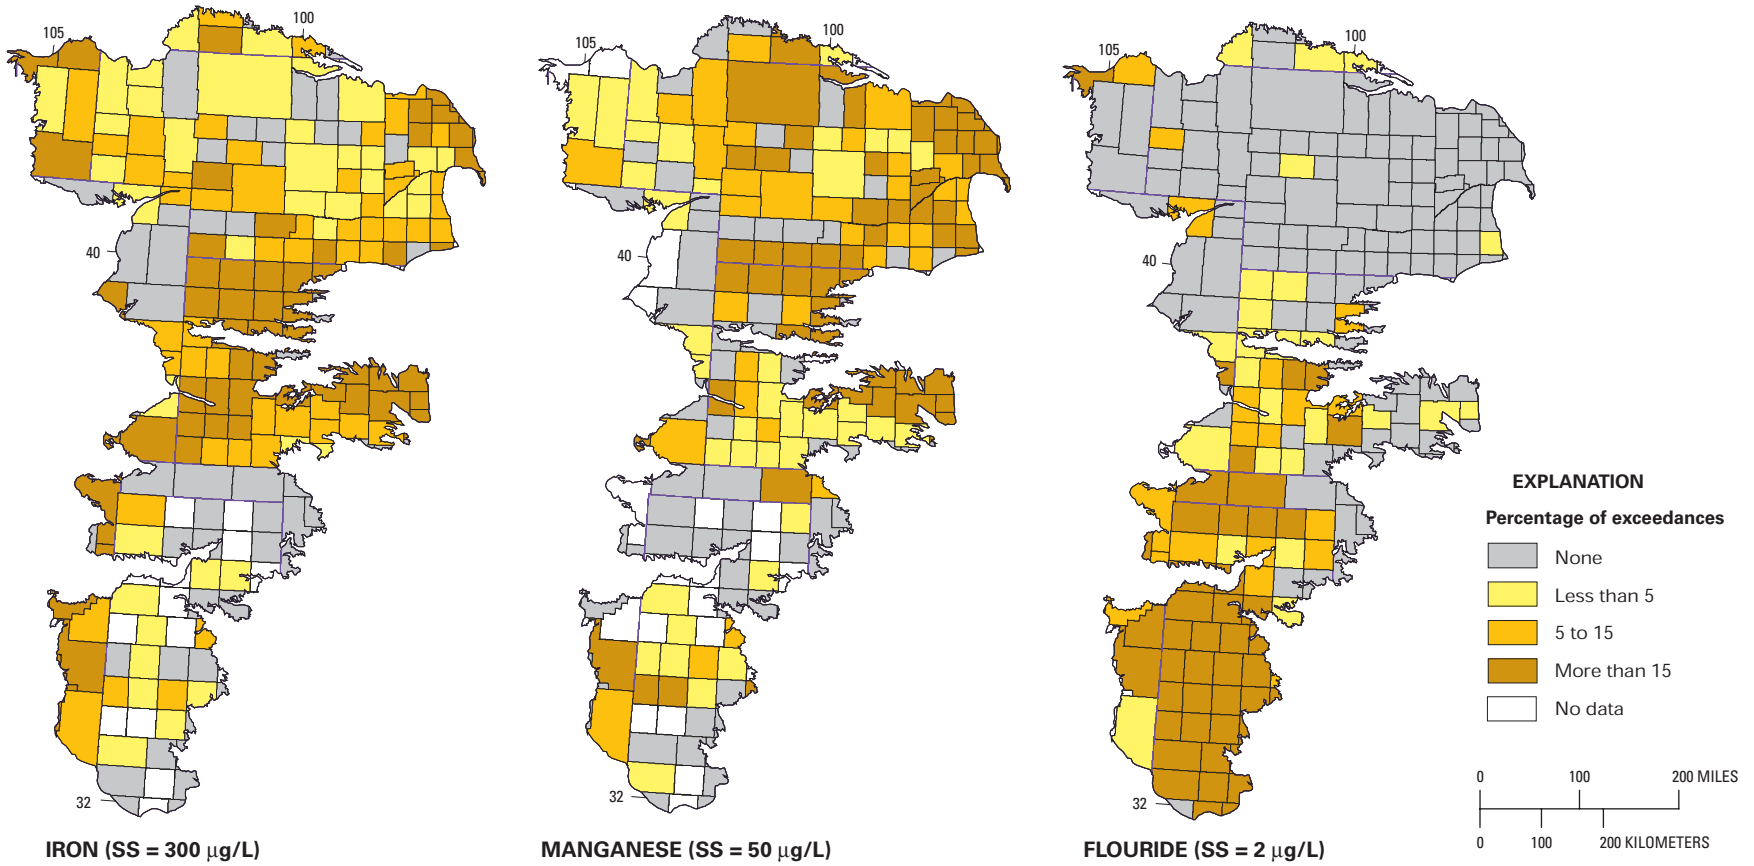 105
100
40
32
IRON (SS = 300 µg/L)
105
100
40
32
MANGANESE (SS = 50 µg/L)
105
100
40
32
FLOURIDE (SS = 2 µg/L)
EXPLANATION
Percentage of exceedances
None
Less than 5
5 to 15
More than 15
No data
0 100 200 MILES
0 100 200 KILOMETERS